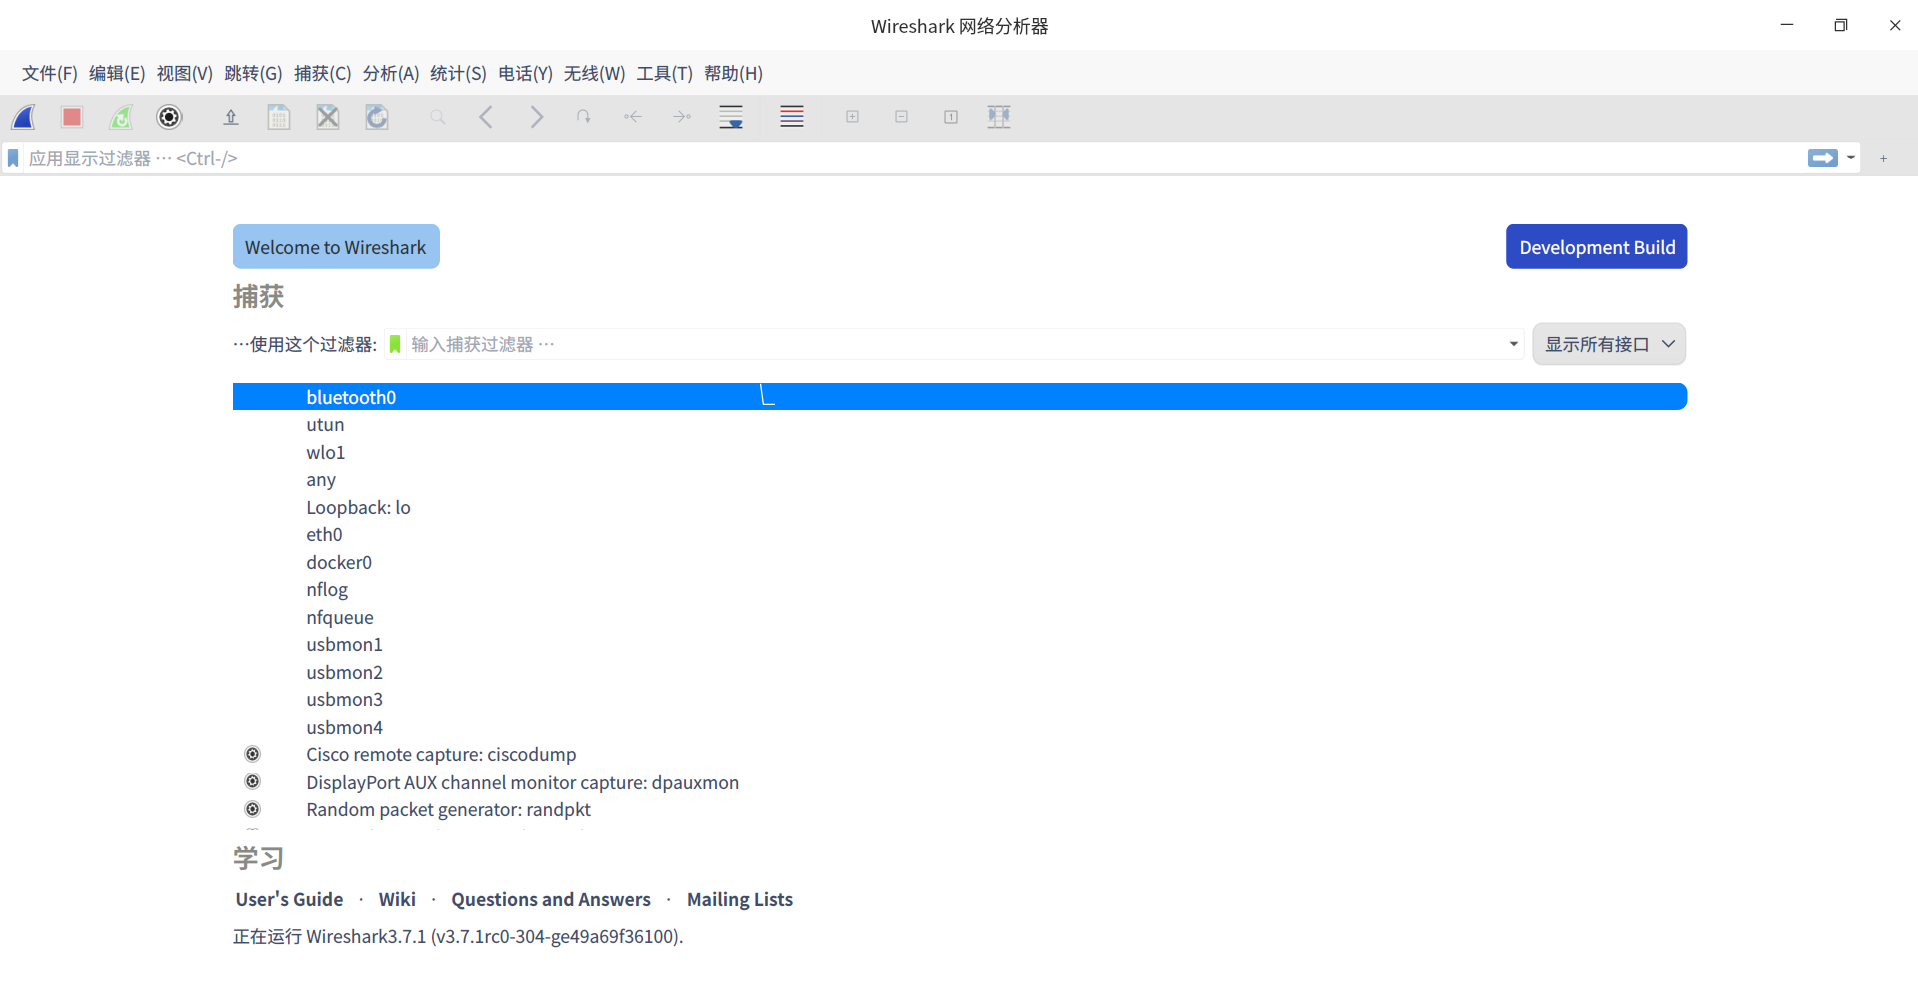 Wireshark 网络分析器
文件(F) 编辑(E) 视图(V) 跳转(G) 捕获(C) 分析(A) 统计(S) 电话(Y) 无线(W) 工具(T) 帮助(H)
应用显示过滤器 … <Ctrl-/>
Welcome to Wireshark
Development Build
捕获
…使用这个过滤器: 输入捕获过滤器 … 显示所有接口
bluetooth0
utun
wlo1
any
Loopback: lo
eth0
docker0
nflog
nfqueue
usbmon1
usbmon2
usbmon3
usbmon4
Cisco remote capture: ciscodump
DisplayPort AUX channel monitor capture: dpauxmon
Random packet generator: randpkt
学习
User's Guide · Wiki · Questions and Answers · Mailing Lists
正在运行 Wireshark3.7.1 (v3.7.1rc0-304-ge49a69f36100).